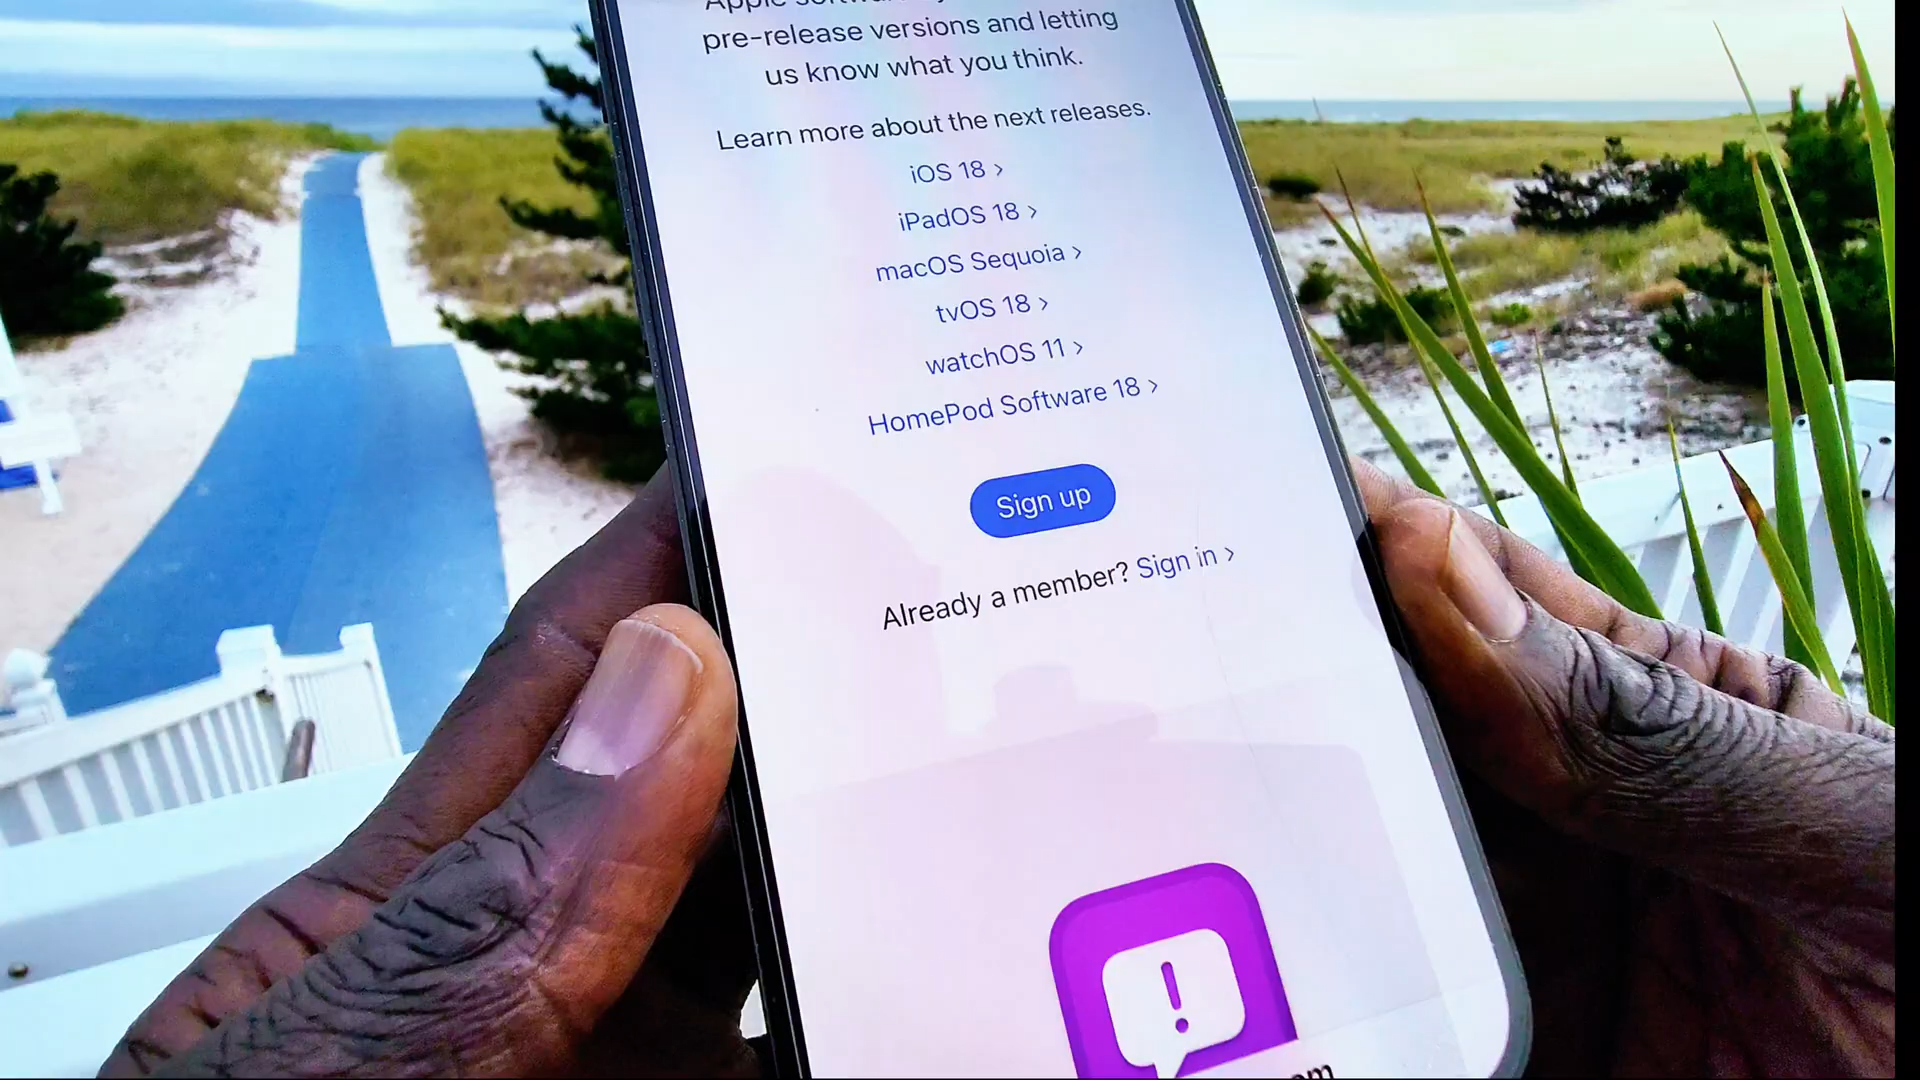 Apple
pre-release versions and letting
us know what you think.
Learn more about the next releases.
iOS 18 >
iPadOS 18 >
macOS Sequoia >
tvOS 18 >
watchOS 11 >
HomePod Software 18 >
Sign up
Already a member? Sign in >
!